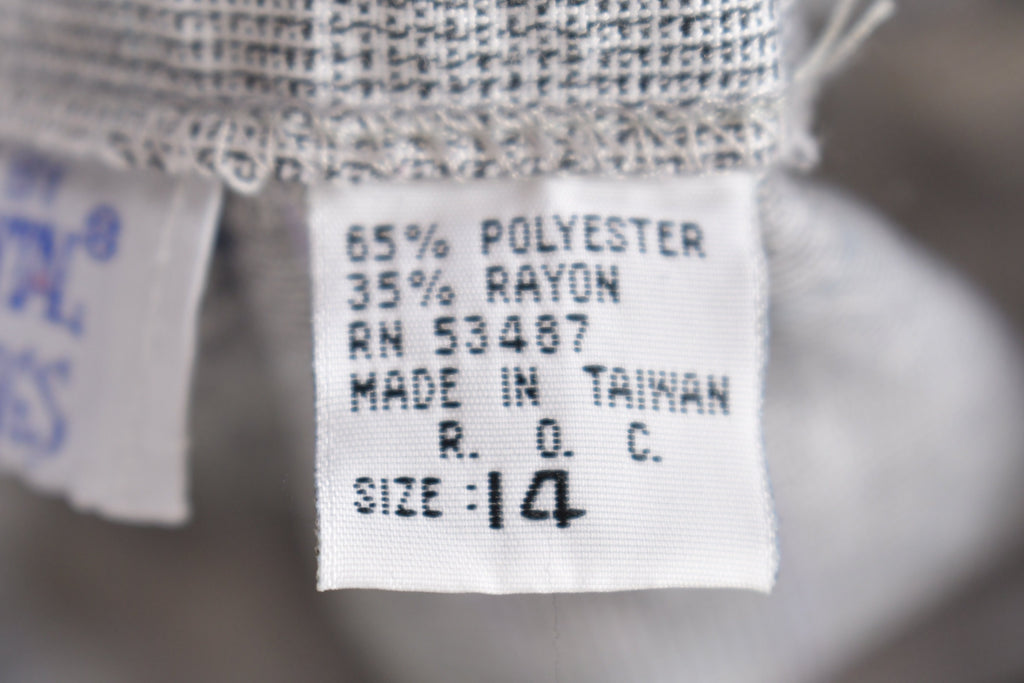 65% POLYESTER
35% RAYON
RN 53487
MADE IN TAIWAN
R. O. C.
SIZE :14